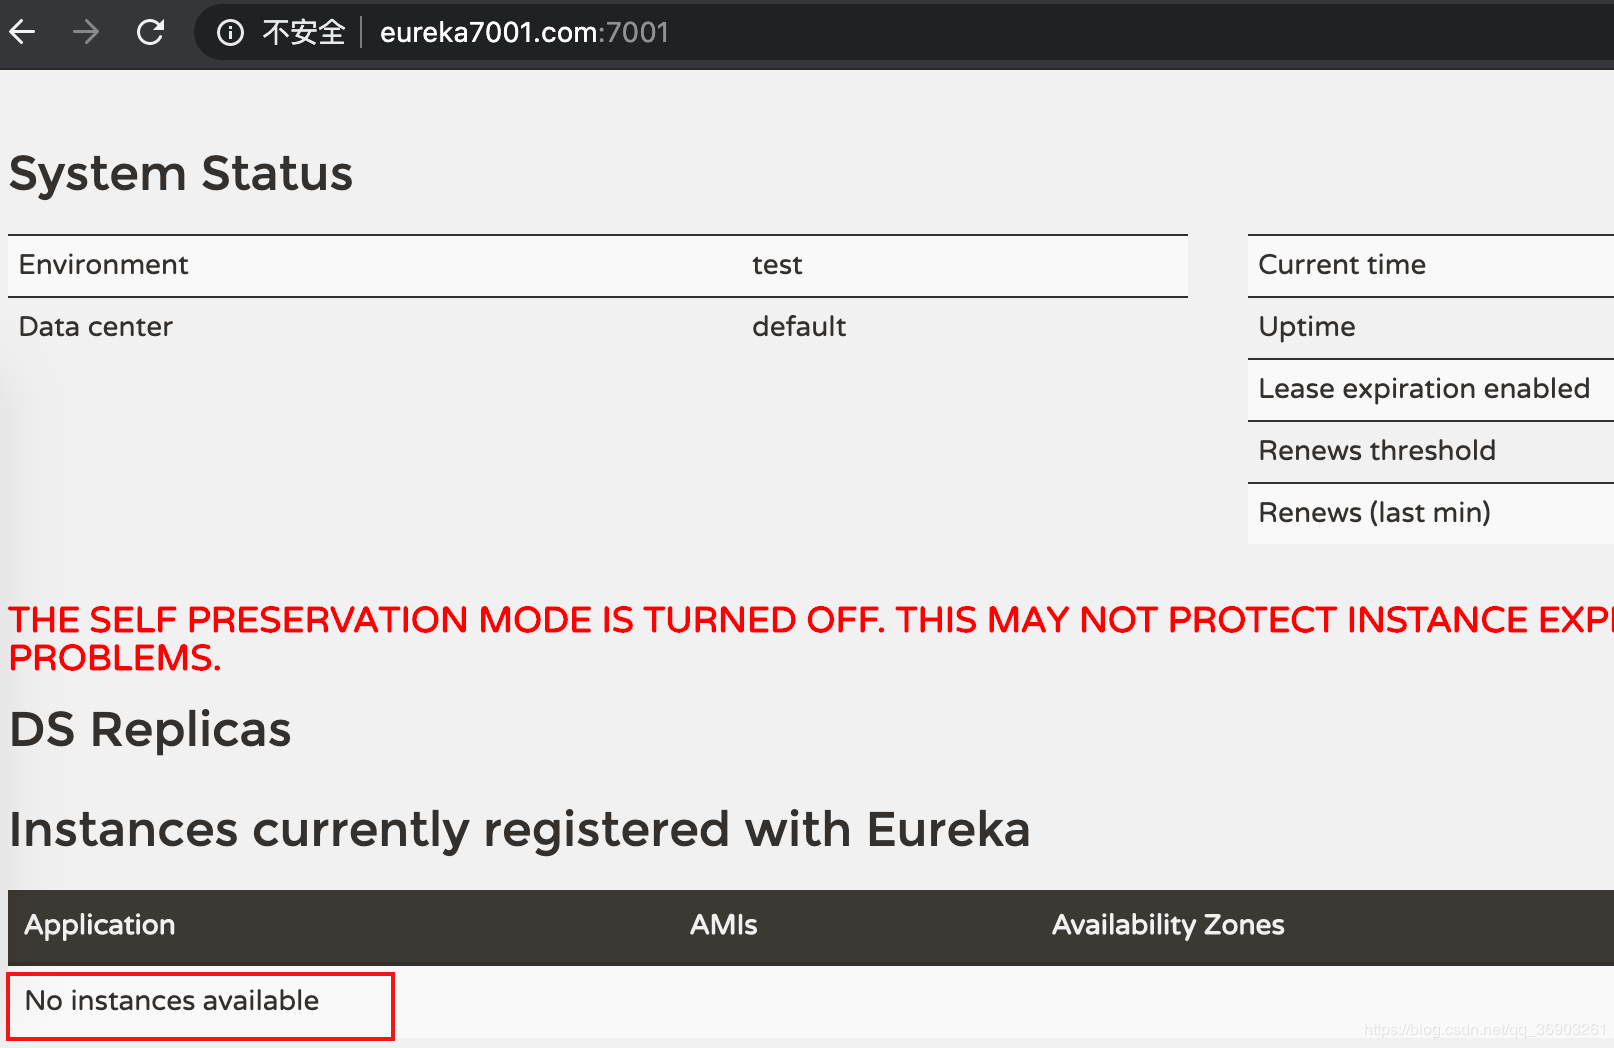 不安全 eureka7001.com:7001
System Status
Environment test
Data center default
Current time
Uptime
Lease expiration enabled
Renews threshold
Renews (last min)
THE SELF PRESERVATION MODE IS TURNED OFF. THIS MAY NOT PROTECT INSTANCE
PROBLEMS.
DS Replicas
Instances currently registered with Eureka
Application AMIs Availability Zones
No instances available
https://blog.csdn.net/qq_36903261